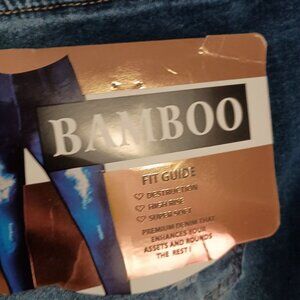 BAMBOO
FIT GUIDE
♡ DESTRUCTION
♡ HIGH RISE
♡ SUPER SOFT
PREMIUM DENIM THAT
ENHANCES YOUR
ASSETS AND ROUNDS
THE REST!